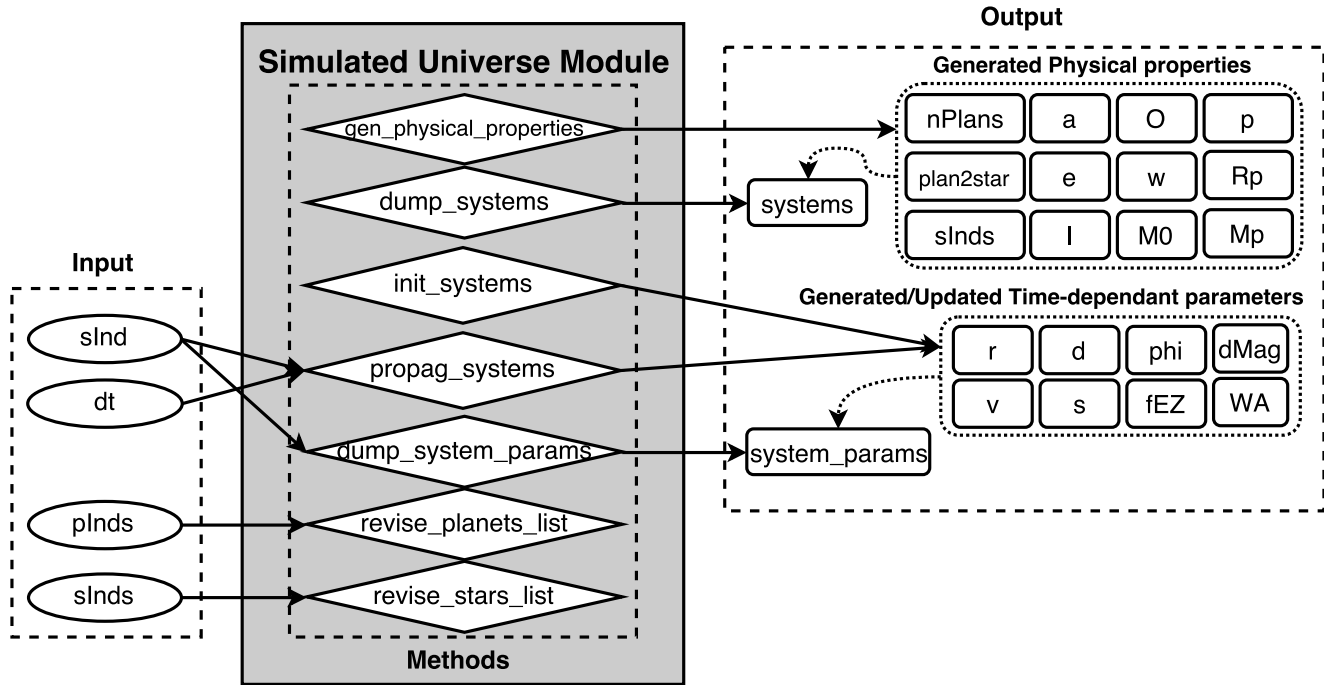 Output
Simulated Universe Module
Generated Physical properties
gen_physical_properties
nPlans a O p
plan2star e w Rp
sInds I M0 Mp
dump_systems
systems
Input
init_systems
Generated/Updated Time-dependant parameters
sInd
propag_systems
r d phi dMag
dt
v s fEZ WA
dump_system_params
system_params
pInds
revise_planets_list
sInds
revise_stars_list
Methods